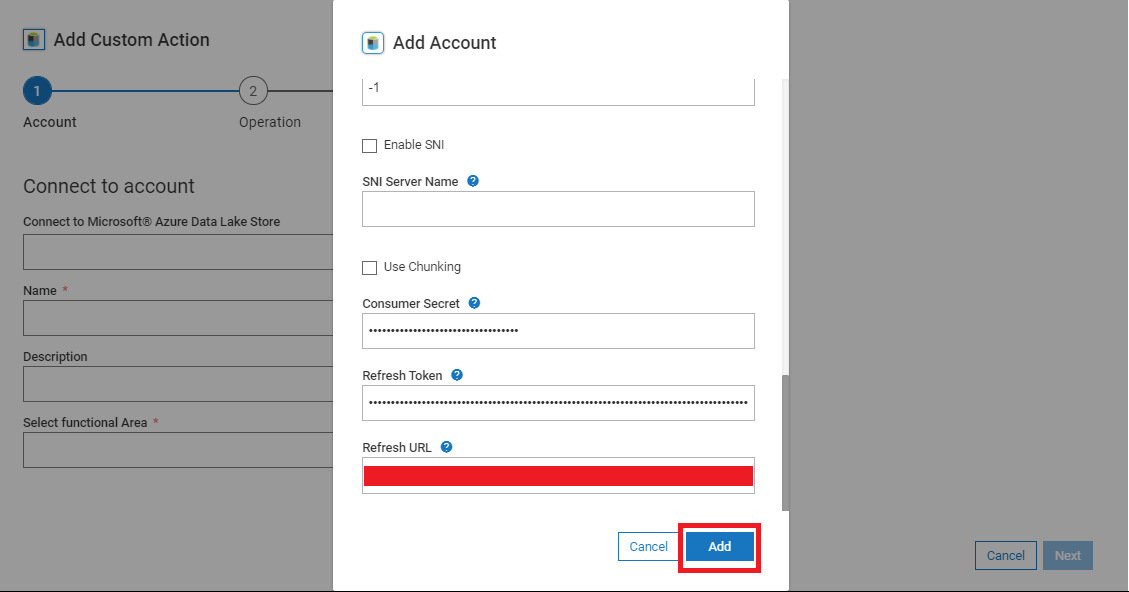 Add Custom Action
1
2
Account
Operation
Connect to account
Connect to Microsoft® Azure Data Lake Store
Name *
Description
Select functional Area *
Cancel
Next
Add Account
-1
Enable SNI
SNI Server Name ?
Use Chunking
Consumer Secret ?
••••••••••••••••••••••••••••••••••
Refresh Token ?
Refresh URL ?
Cancel
Add